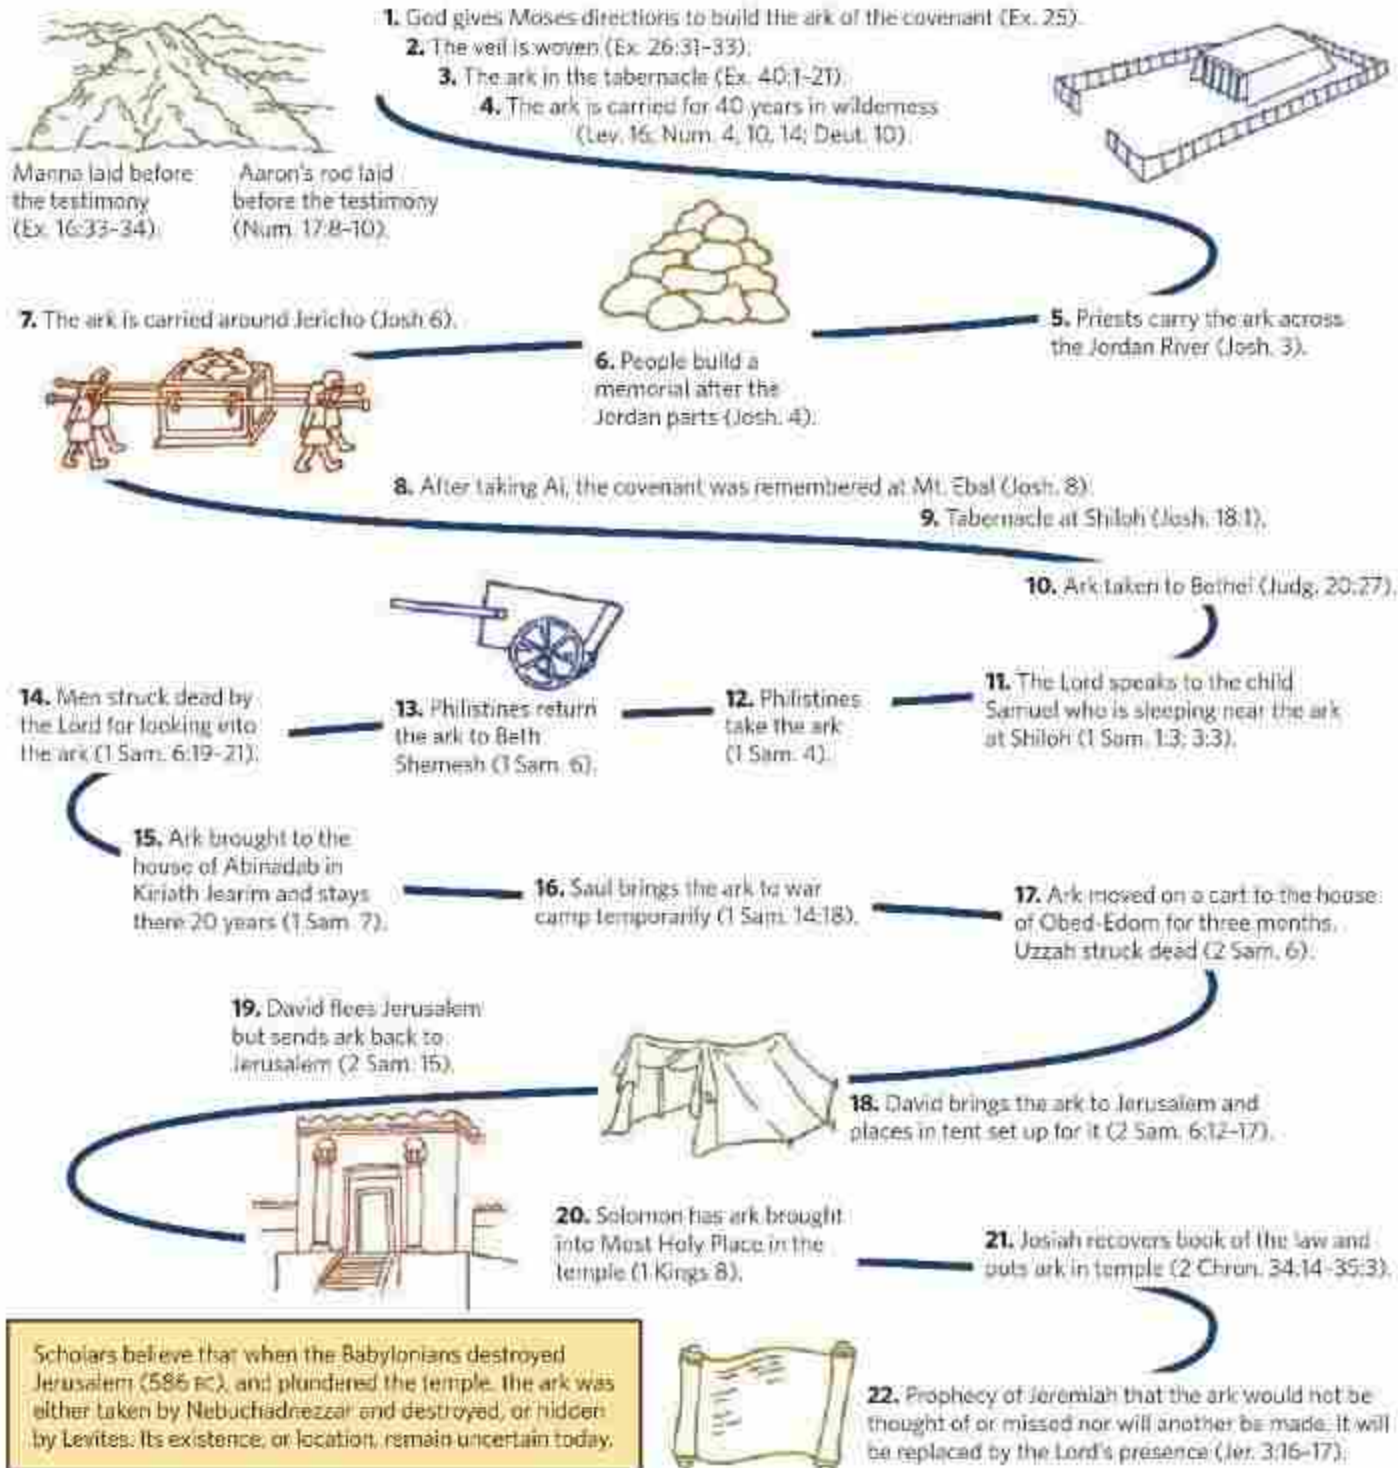 1. God gives Moses directions to build the ark of the covenant (Ex. 25).
2. The veil is woven (Ex. 26:31-33).
3. The ark in the tabernacle (Ex. 40:1-21).
4. The ark is carried for 40 years in wilderness
(Lev. 16; Num. 4, 10, 14; Deut. 10).
Manna laid before
the testimony
(Ex. 16:33-34).
Aaron's rod laid
before the testimony
(Num. 17:8-10).
5. Priests carry the ark across
the Jordan River (Josh. 3).
6. People build a
memorial after the
Jordan parts (Josh. 4).
7. The ark is carried around Jericho (Josh 6).
8. After taking Ai, the covenant was remembered at Mt. Ebal (Josh. 8).
9. Tabernacle at Shiloh (Josh. 18:1).
10. Ark taken to Bethel (Judg. 20:27).
11. The Lord speaks to the child
Samuel who is sleeping near the ark
at Shiloh (1 Sam. 1:3; 3:3).
12. Philistines
take the ark
(1 Sam. 4).
13. Philistines return
the ark to Beth
Shemesh (1 Sam. 6).
14. Men struck dead by
the Lord for looking into
the ark (1 Sam. 6:19-21).
15. Ark brought to the
house of Abinadab in
Kiriath Jearim and stays
there 20 years (1 Sam. 7).
16. Saul brings the ark to war
camp temporarily (1 Sam. 14:18).
17. Ark moved on a cart to the house
of Obed-Edom for three months.
Uzzah struck dead (2 Sam. 6).
18. David brings the ark to Jerusalem and
places in tent set up for it (2 Sam. 6:12-17).
19. David flees Jerusalem
but sends ark back to
Jerusalem (2 Sam. 15).
20. Solomon has ark brought
into Most Holy Place in the
temple (1 Kings 8).
21. Josiah recovers book of the law and
puts ark in temple (2 Chron. 34:14-35:3).
22. Prophecy of Jeremiah that the ark would not be
thought of or missed nor will another be made. It will
be replaced by the Lord's presence (Jer. 3:16-17).
Scholars believe that when the Babylonians destroyed
Jerusalem (586 BC), and plundered the temple, the ark was
either taken by Nebuchadnezzar and destroyed, or hidden
by Levites. Its existence, or location, remain uncertain today.